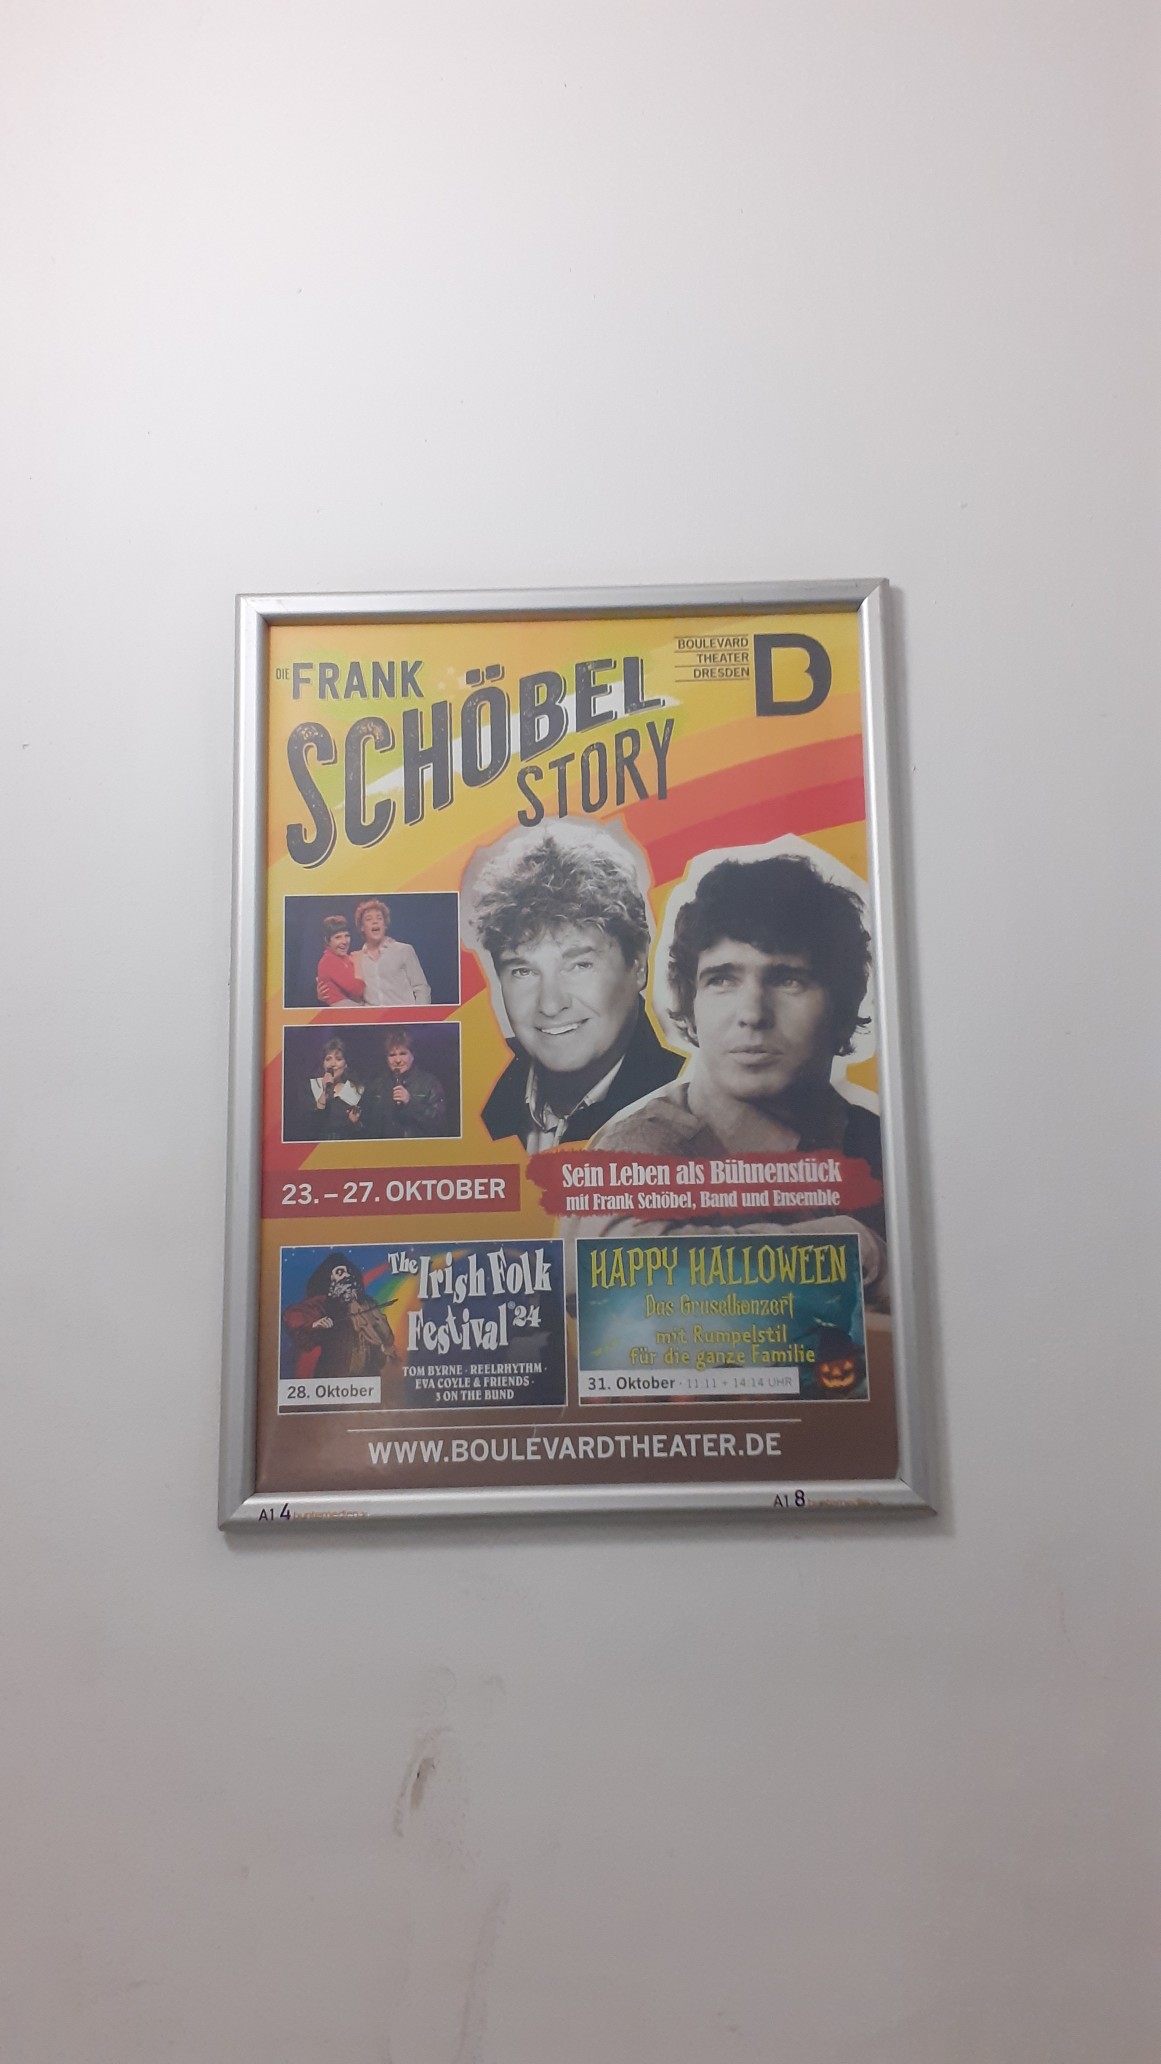 DIE FRANK
SCHÖBEL
STORY
BOULEVARD
THEATER
DRESDEN
B
23. – 27. OKTOBER
Sein Leben als Bühnenstück
mit Frank Schöbel, Band und Ensemble
The Irish Folk
Festival '24
TOM BYRNE · REELRHYTHM ·
EVA COYLE & FRIENDS ·
3 ON THE BUND
28. Oktober
HAPPY HALLOWEEN
Das Gruselkonzert
mit Rumpelstil
für die ganze Familie
31. Oktober · 11:11 + 14:14 UHR
WWW.BOULEVARDTHEATER.DE
A1 4
A1 8